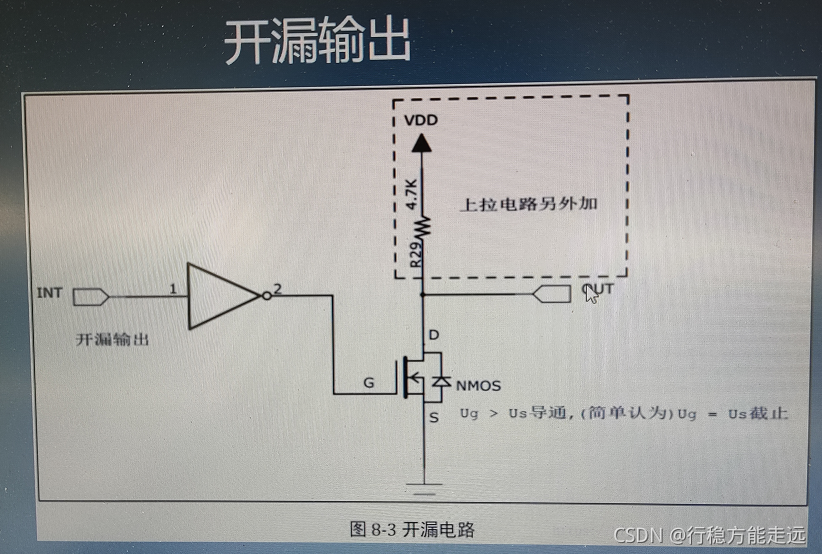 开漏输出
VDD
4.7K
上拉电路另外加
R29
INT
1
2
OUT
开漏输出
D
G
NMOS
S
Ug > Us导通,(简单认为)Ug = Us截止
图 8-3 开漏电路
CSDN @行稳方能走远